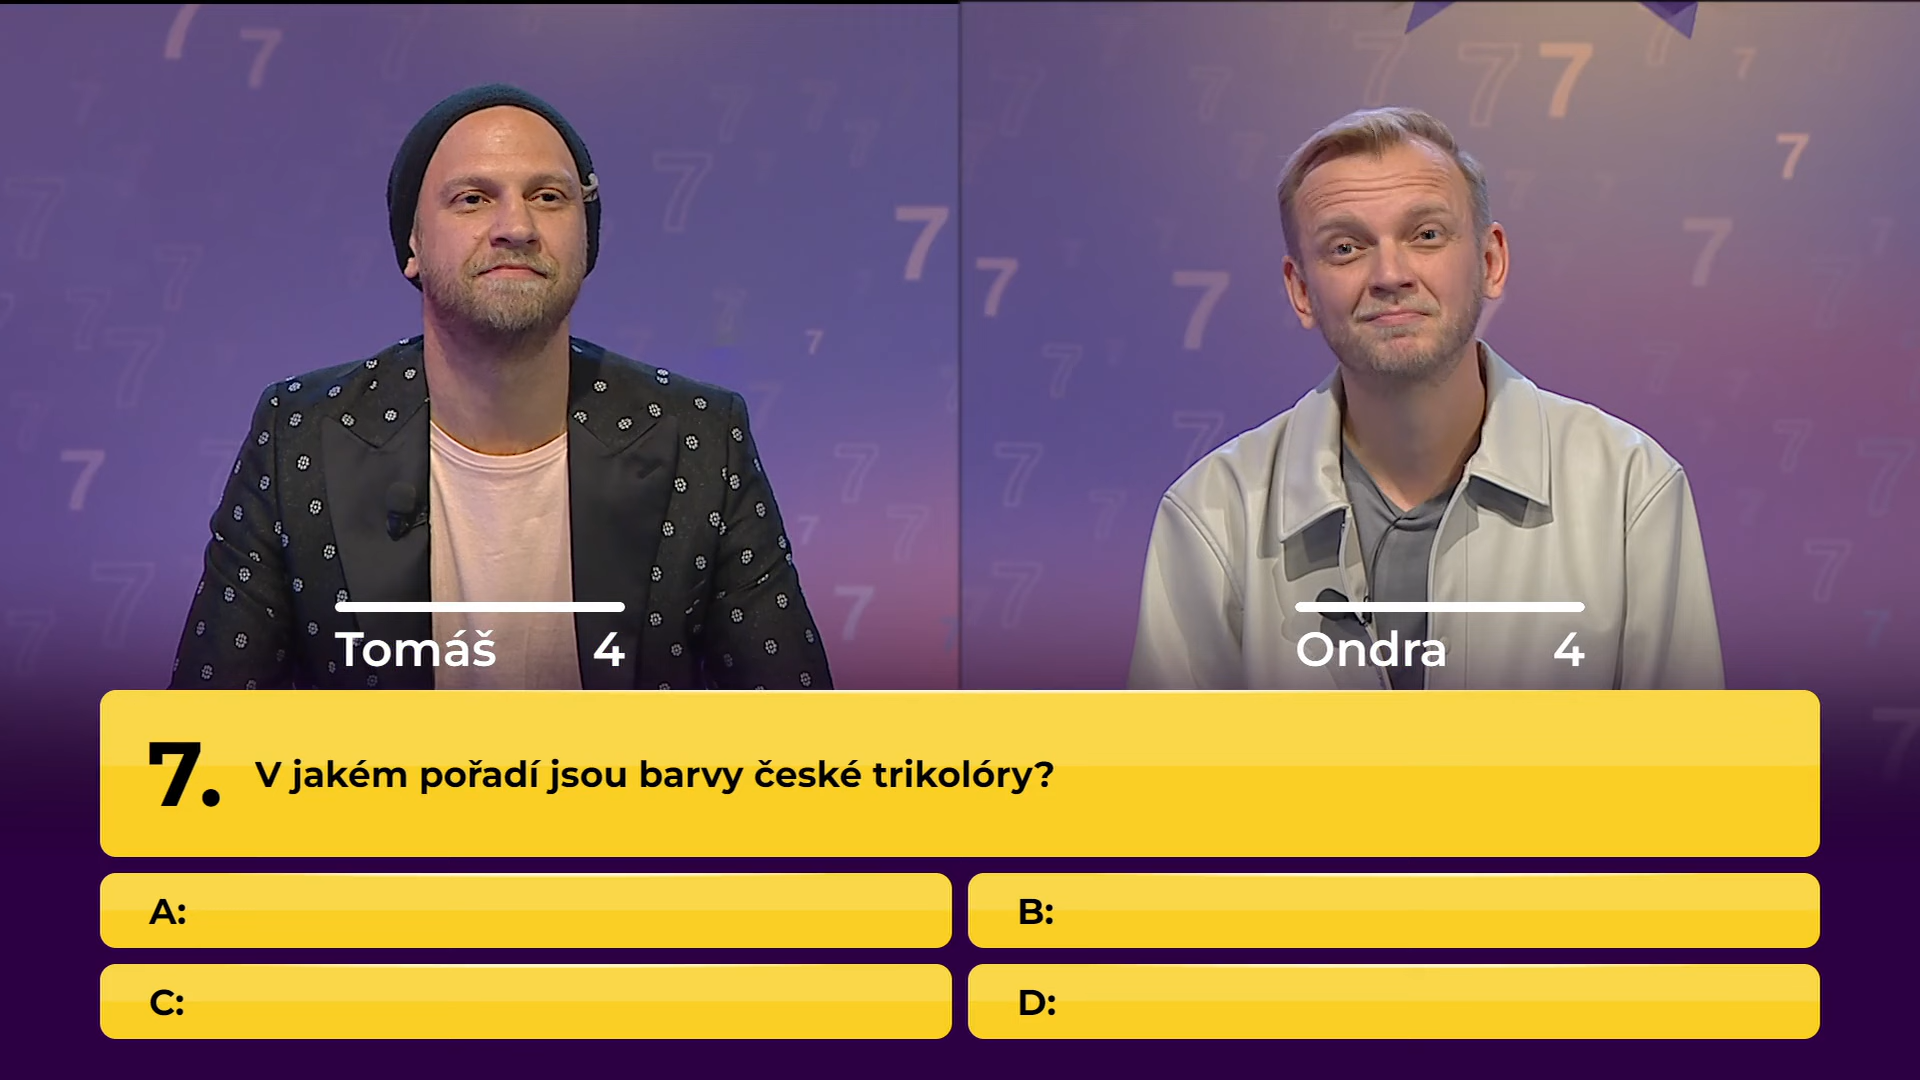 Tomáš 4
Ondra 4
7. V jakém pořadí jsou barvy české trikolóry?
A:
B:
C:
D: